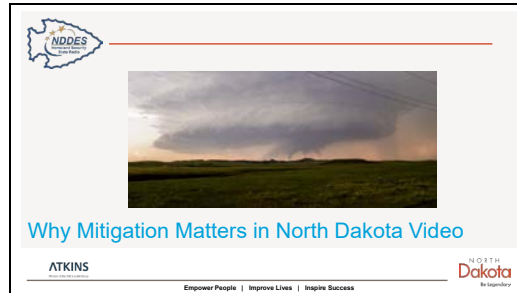 NDDES
Homeland Security
State Radio
Why Mitigation Matters in North Dakota Video
ATKINS
NORTH
Dakota
Be Legendary
Empower People | Improve Lives | Inspire Success